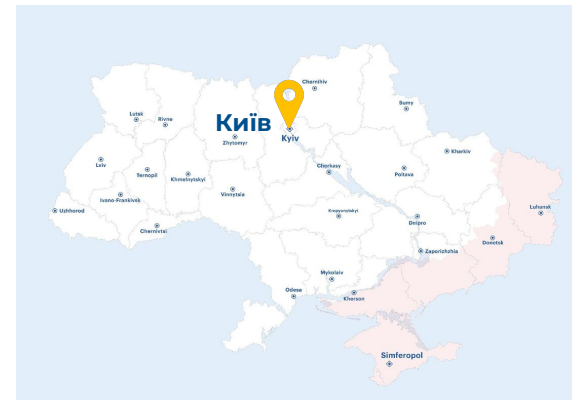 Chernihiv
Sumy
Lutsk
Rivne
Київ
Kyiv
Zhytomyr
Kharkiv
Lviv
Ternopil
Khmelnytskyi
Cherkasy
Poltava
Ivano-Frankivsk
Vinnytsia
Uzhhorod
Chernivtsi
Kropyvnytskyi
Dnipro
Luhansk
Donetsk
Zaporizhzhia
Mykolaiv
Odesa
Kherson
Simferopol